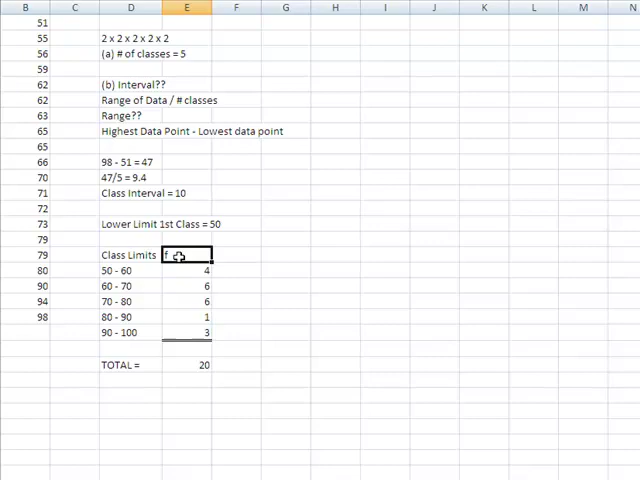 B C D E F G H I J K L M N
51
55 2 x 2 x 2 x 2 x 2
56 (a) # of classes = 5
59
62 (b) Interval??
62 Range of Data / # classes
63 Range??
65 Highest Data Point - Lowest data point
65
66 98 - 51 = 47
70 47/5 = 9.4
71 Class Interval = 10
72
73 Lower Limit 1st Class = 50
79
79 Class Limits f
80 50 - 60 4
90 60 - 70 6
94 70 - 80 6
98 80 - 90 1
90 - 100 3
TOTAL = 20